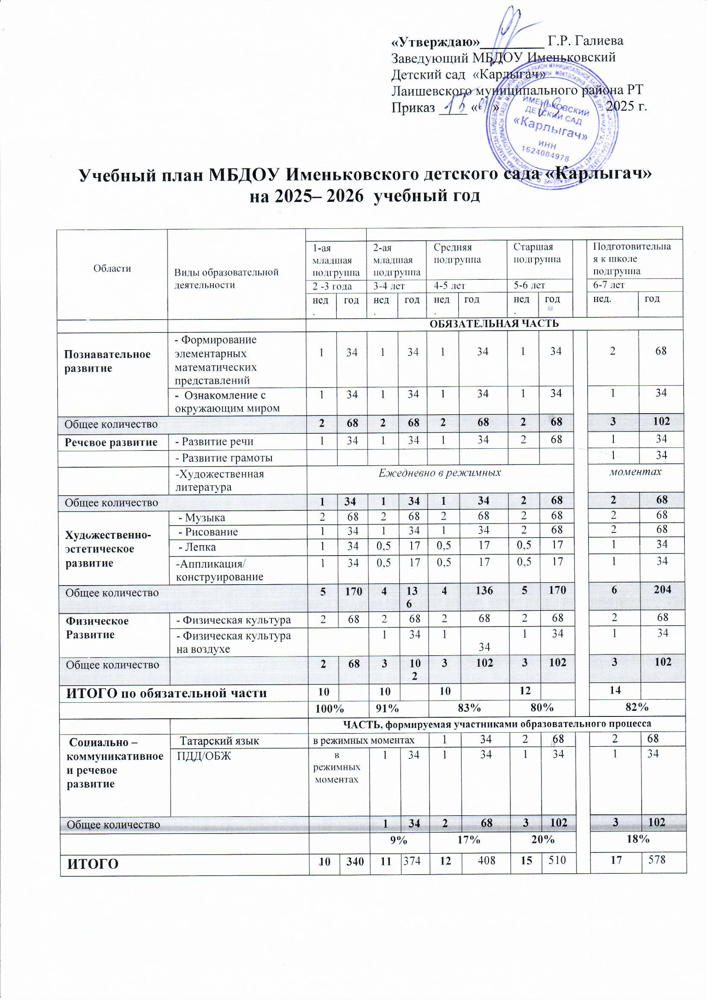 «Утверждаю»_________ Г.Р. Галиева
Заведующий МБДОУ Именьковский
Детский сад «Карлыгач»
Лаишевского муниципального района РТ
Приказ ____ « » 2025 г.
ИМЕНЬКОВСКИЙ
ДЕТСКИЙ САД
«Карлыгач»
ИНН
1624004978
Учебный план МБДОУ Именьковского детского сада «Карлыгач»
на 2025– 2026 учебный год
Области Виды образовательной деятельности
1-ая младшая подгруппа 2-ая младшая подгруппа Средняя подгруппа Старшая подгруппа Подготовительная к школе подгруппа
2 -3 года 3-4 лет 4-5 лет 5-6 лет 6-7 лет
нед. год нед. год нед. год нед. год нед. год
ОБЯЗАТЕЛЬНАЯ ЧАСТЬ
Познавательное развитие - Формирование элементарных математических представлений 1 34 1 34 1 34 1 34 2 68
- Ознакомление с окружающим миром 1 34 1 34 1 34 1 34 1 34
Общее количество 2 68 2 68 2 68 2 68 3 102
Речевое развитие - Развитие речи 1 34 1 34 1 34 2 68 1 34
- Развитие грамоты 1 34
-Художественная литература Ежедневно в режимных моментах
Общее количество 1 34 1 34 1 34 2 68 2 68
Художественно-эстетическое развитие - Музыка 2 68 2 68 2 68 2 68 2 68
- Рисование 1 34 1 34 1 34 2 68 2 68
- Лепка 1 34 0,5 17 0,5 17 0,5 17 1 34
-Аппликация/ конструирование 1 34 0,5 17 0,5 17 0,5 17 1 34
Общее количество 5 170 4 136 4 136 5 170 6 204
Физическое Развитие - Физическая культура 2 68 2 68 2 68 2 68 2 68
- Физическая культура на воздухе 1 34 1 34 1 34 1 34
Общее количество 2 68 3 102 3 102 3 102 3 102
ИТОГО по обязательной части 10 10 10 12 14
100% 91% 83% 80% 82%
ЧАСТЬ, формируемая участниками образовательного процесса
Социально – коммуникативное и речевое развитие Татарский язык в режимных моментах 1 34 2 68 2 68
ПДД/ОБЖ в режимных моментах 1 34 1 34 1 34 1 34
Общее количество 1 34 2 68 3 102 3 102
9% 17% 20% 18%
ИТОГО 10 340 11 374 12 408 15 510 17 578